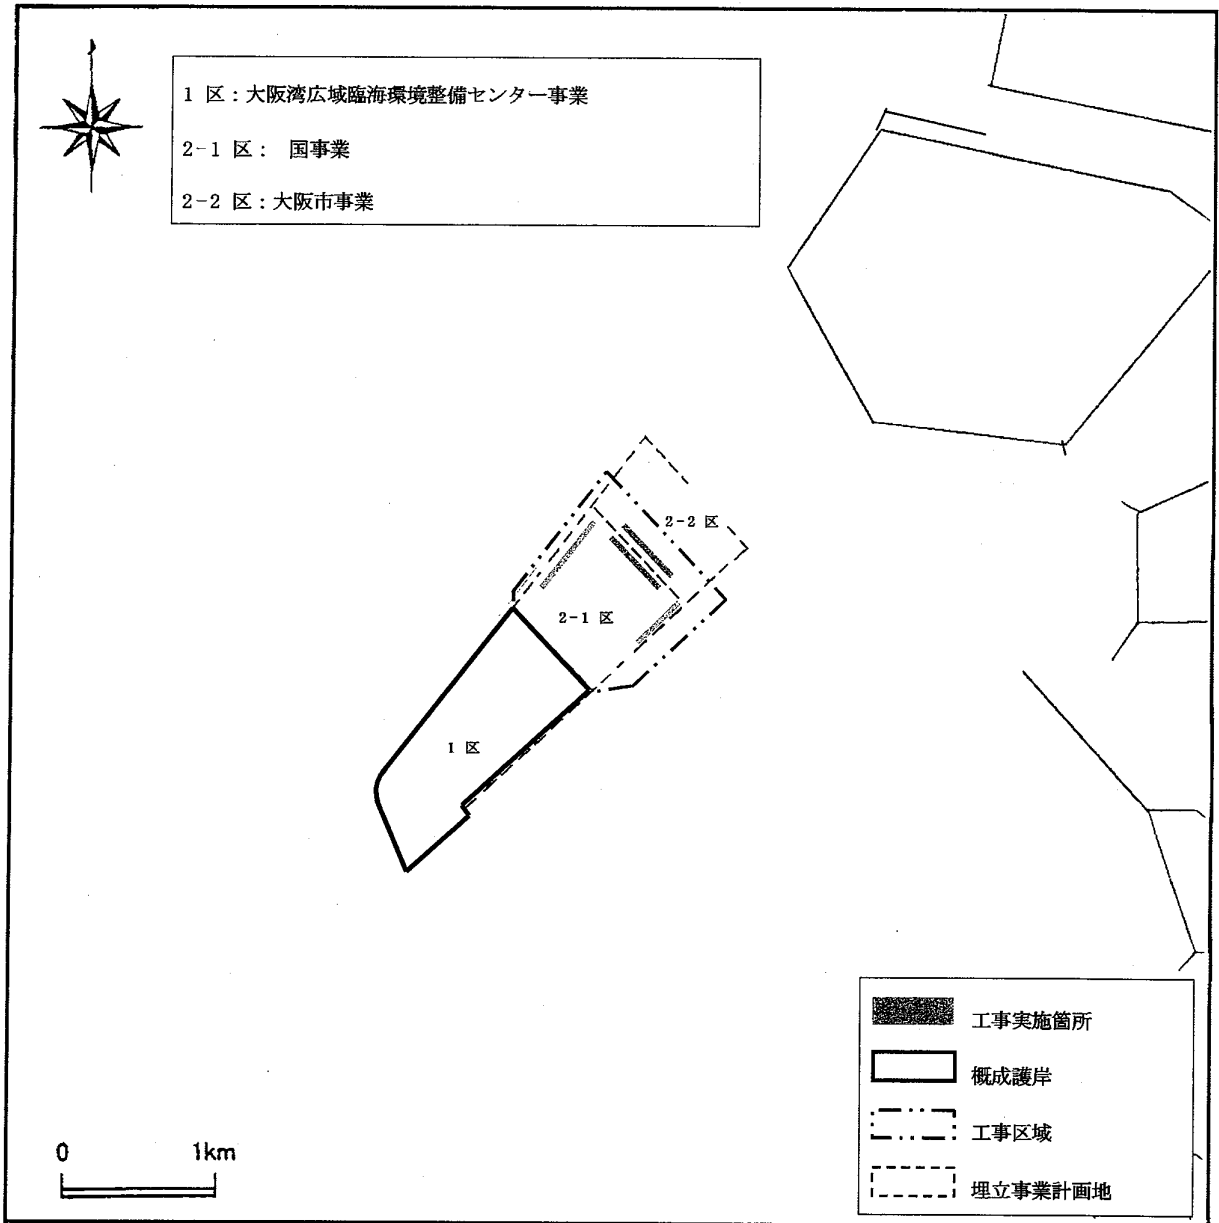 1 区：大阪湾広域臨海環境整備センター事業
2-1 区： 国事業
2-2 区：大阪市事業
2-2 区
2-1 区
1 区
工事実施箇所
概成護岸
工事区域
埋立事業計画地
0 1km